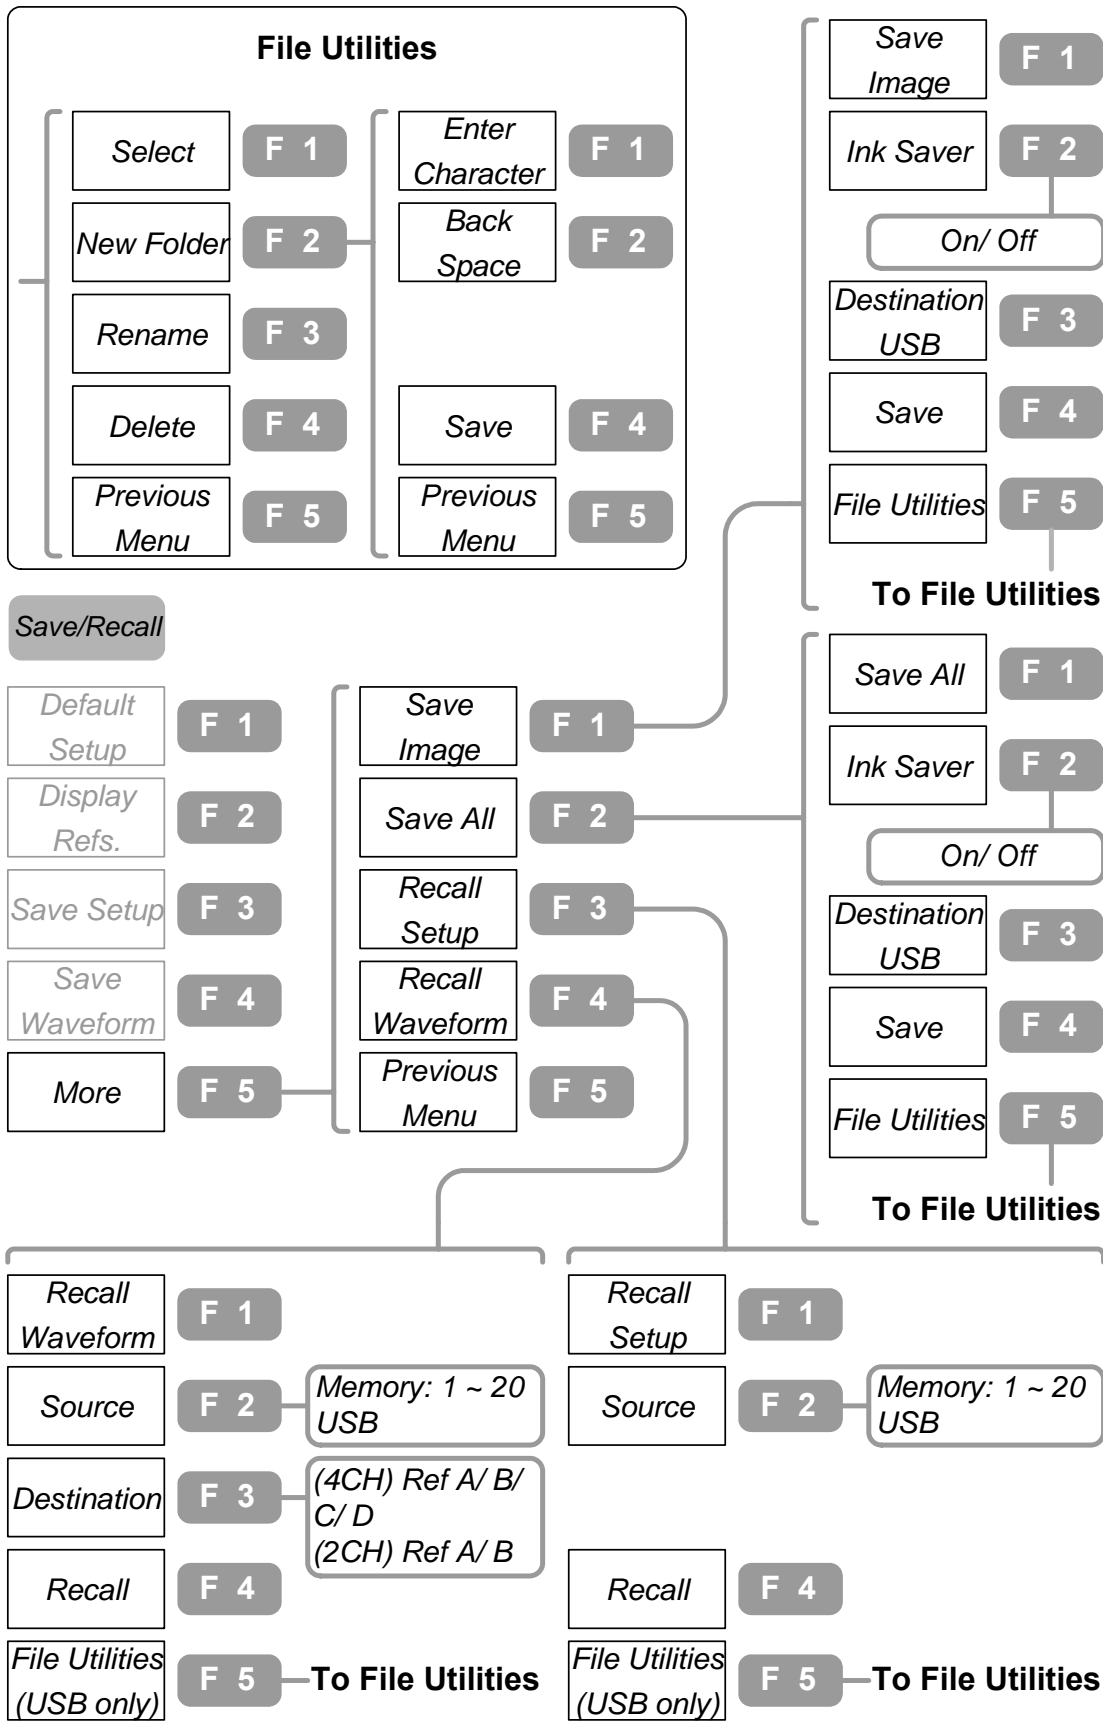 File Utilities
Select
F 1
New Folder
F 2
Rename
F 3
Delete
F 4
Previous
Menu
F 5
Enter
Character
F 1
Back
Space
F 2
Save
F 4
Previous
Menu
F 5
Save
Image
F 1
Ink Saver
F 2
On/ Off
Destination
USB
F 3
Save
F 4
File Utilities
F 5
To File Utilities
Save/Recall
Default
Setup
F 1
Display
Refs.
F 2
Save Setup
F 3
Save
Waveform
F 4
More
F 5
Save
Image
F 1
Save All
F 2
Recall
Setup
F 3
Recall
Waveform
F 4
Previous
Menu
F 5
Save All
F 1
Ink Saver
F 2
On/ Off
Destination
USB
F 3
Save
F 4
File Utilities
F 5
To File Utilities
Recall
Waveform
F 1
Source
F 2
Memory: 1 ~ 20
USB
Destination
F 3
(4CH) Ref A/ B/
C/ D
(2CH) Ref A/ B
Recall
F 4
File Utilities
(USB only)
F 5
To File Utilities
Recall
Setup
F 1
Source
F 2
Memory: 1 ~ 20
USB
Recall
F 4
File Utilities
(USB only)
F 5
To File Utilities